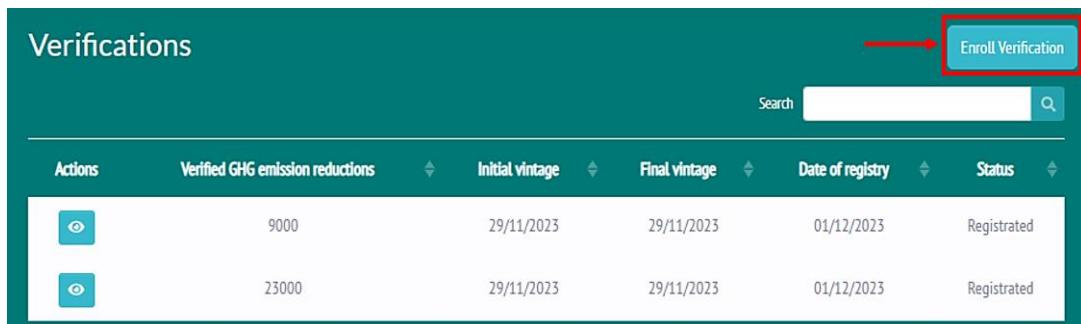 Verifications
Enroll Verification
Search
Actions Verified GHG emission reductions Initial vintage Final vintage Date of registry Status
9000 29/11/2023 29/11/2023 01/12/2023 Registrated
23000 29/11/2023 29/11/2023 01/12/2023 Registrated